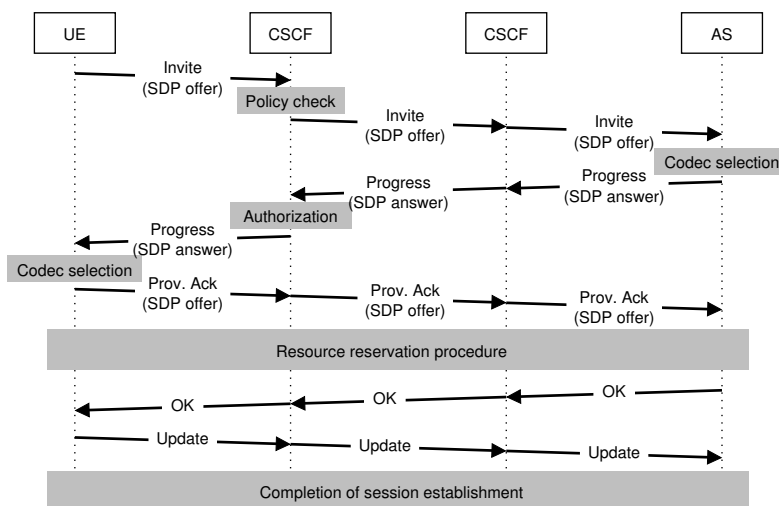 UE
CSCF
CSCF
AS
Invite
(SDP offer)
Policy check
Invite
(SDP offer)
Invite
(SDP offer)
Codec selection
Progress
(SDP answer)
Progress
(SDP answer)
Authorization
Progress
(SDP answer)
Codec selection
Prov. Ack
(SDP offer)
Prov. Ack
(SDP offer)
Prov. Ack
(SDP offer)
Resource reservation procedure
OK
OK
OK
Update
Update
Update
Completion of session establishment